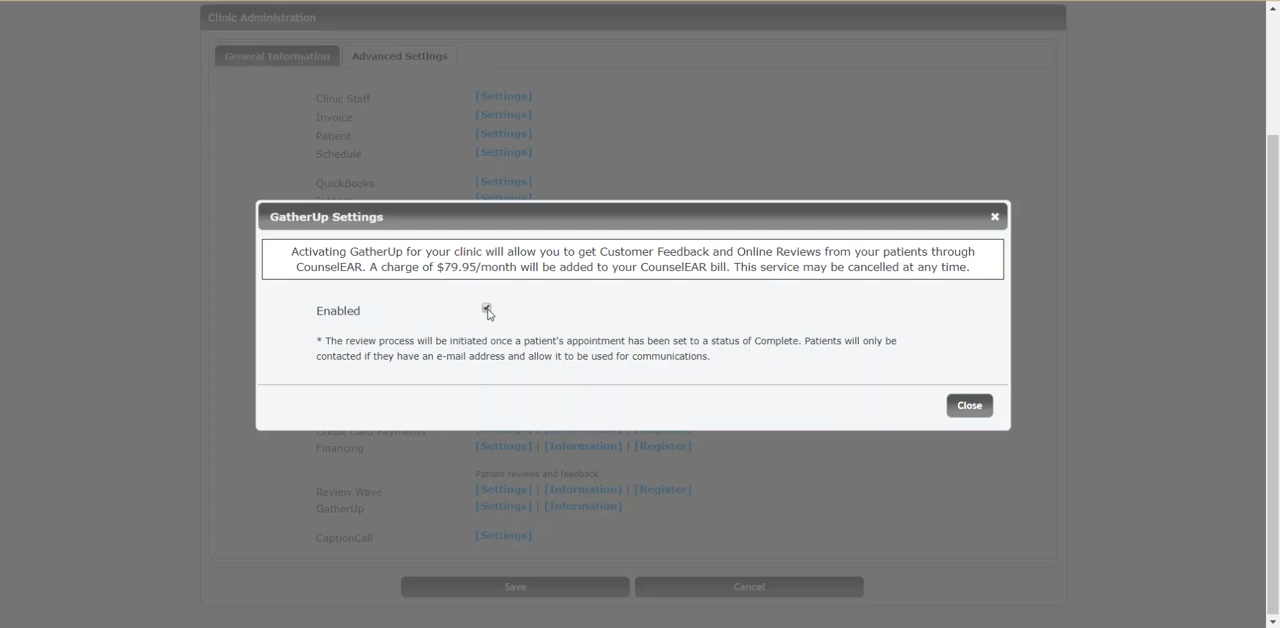 Clinic Administration
General Information Advanced Settings
Clinic Staff [Settings]
Invoice [Settings]
Patient [Settings]
Schedule [Settings]
QuickBooks [Settings]
GatherUp Settings
Activating GatherUp for your clinic will allow you to get Customer Feedback and Online Reviews from your patients through
CounselEAR. A charge of $79.95/month will be added to your CounselEAR bill. This service may be cancelled at any time.
Enabled
* The review process will be initiated once a patient's appointment has been set to a status of Complete. Patients will only be
contacted if they have an e-mail address and allow it to be used for communications.
Close
Credit Card Payments
Financing [Settings] | [Information] | [Register]
Patient reviews and feedback
Review Wave [Settings] | [Information] | [Register]
GatherUp [Settings] | [Information]
CaptionCall [Settings]
Save Cancel